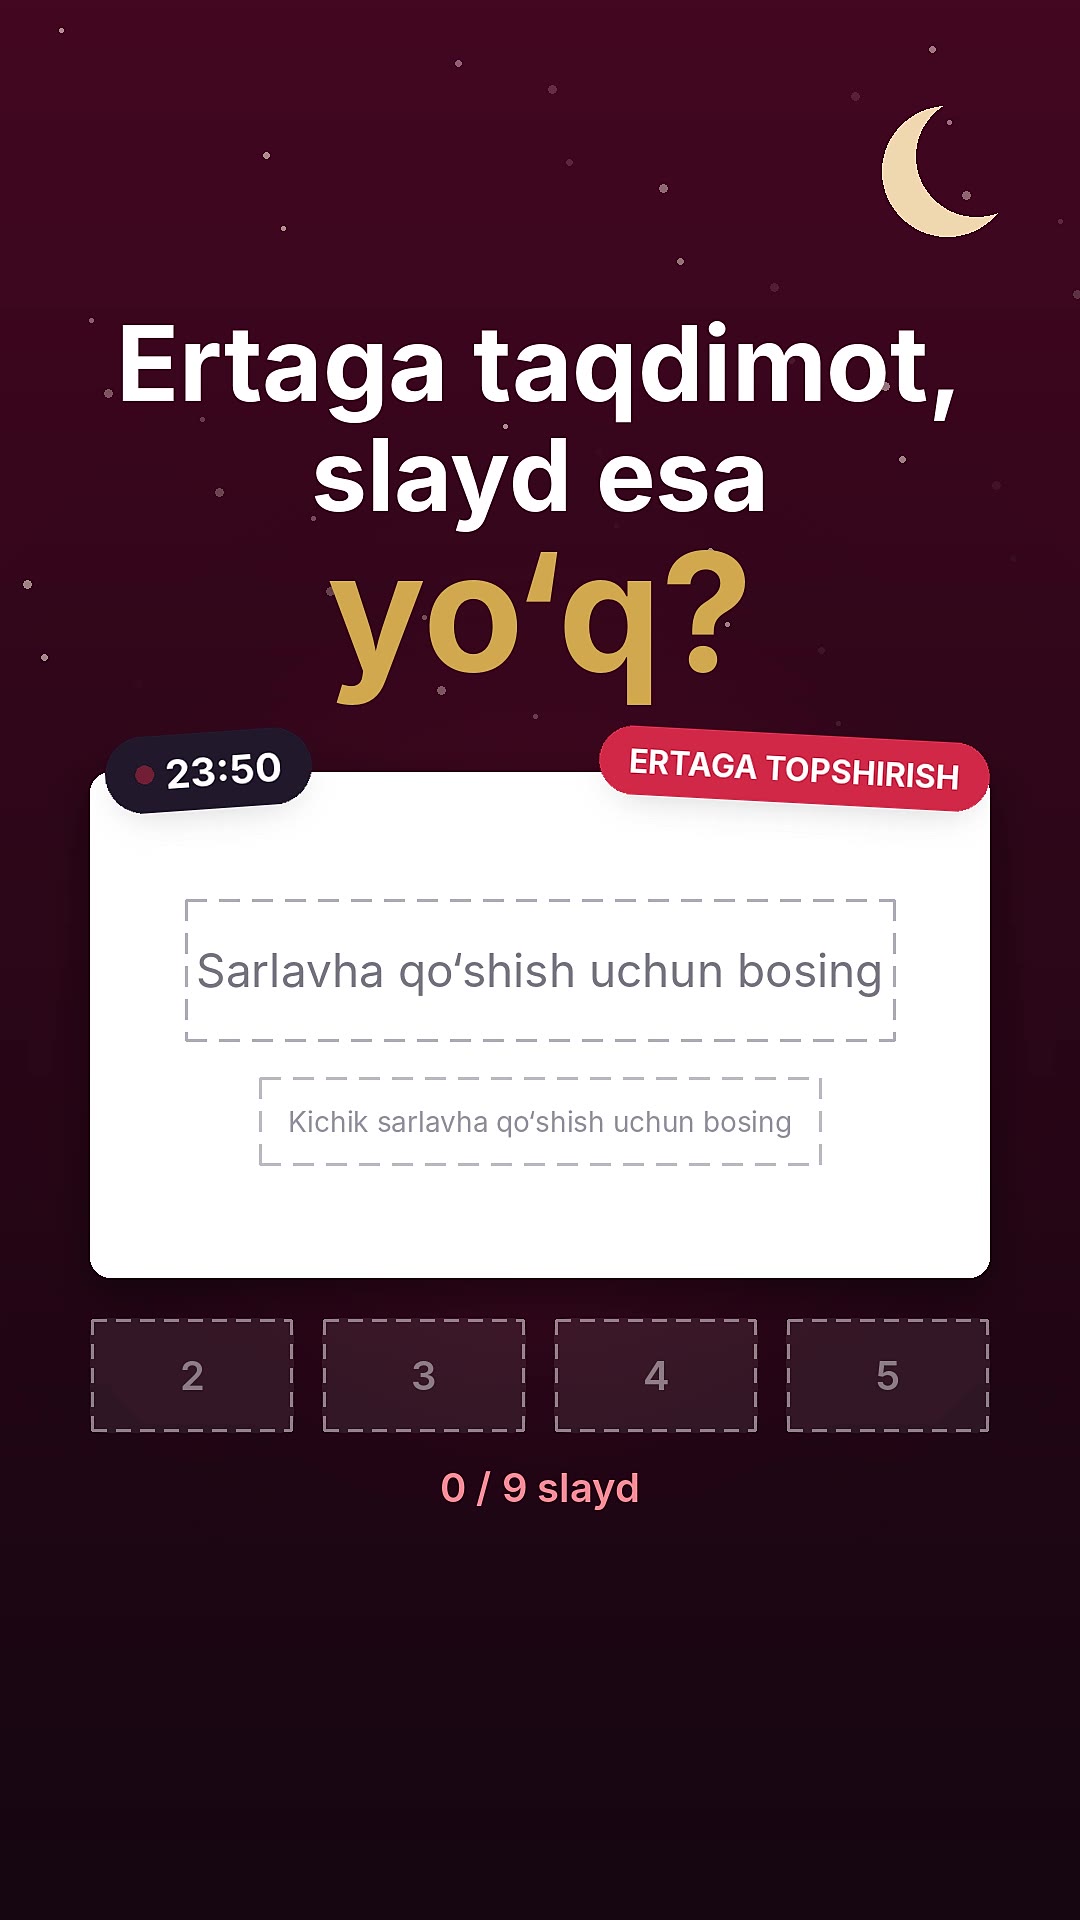 Ertaga taqdimot,
slayd esa
yo‘q?
23:50
ERTAGA TOPSHIRISH
Sarlavha qo‘shish uchun bosing
Kichik sarlavha qo‘shish uchun bosing
2
3
4
5
0 / 9 slayd